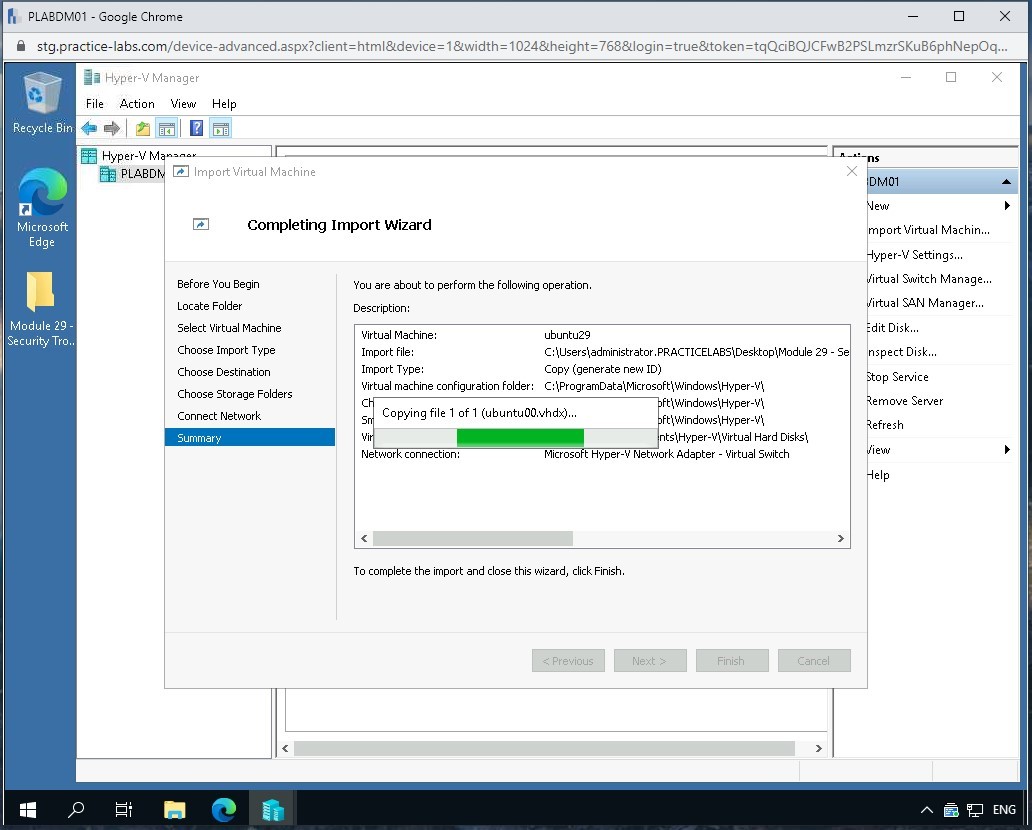 PLABDM01 - Google Chrome
stg.practice-labs.com/device-advanced.aspx?client=html&device=1&width=1024&height=768&login=true&token=tqQciBQJCFwB2PSLmzrSKuB6phNepOq...
Recycle Bin
Microsoft
Edge
Module 29 -
Security Tro...
Hyper-V Manager
File Action View Help
Hyper-V Manager
PLABDM
Import Virtual Machine
Completing Import Wizard
Before You Begin
Locate Folder
Select Virtual Machine
Choose Import Type
Choose Destination
Choose Storage Folders
Connect Network
Summary
You are about to perform the following operation.
Description:
Virtual Machine: ubuntu29
Import file: C:\Users\administrator.PRACTICELABS\Desktop\Module 29 - Se
Import Type: Copy (generate new ID)
Virtual machine configuration folder: C:\ProgramData\Microsoft\Windows\Hyper-V\
Ch oft\Windows\Hyper-V\
Sm oft\Windows\Hyper-V\
Vir ents\Hyper-V\Virtual Hard Disks\
Network connection: Microsoft Hyper-V Network Adapter - Virtual Switch
Copying file 1 of 1 (ubuntu00.vhdx)...
To complete the import and close this wizard, click Finish.
< Previous Next > Finish Cancel
Actions
BDM01
New
Import Virtual Machin...
Hyper-V Settings...
Virtual Switch Manage...
Virtual SAN Manager...
Edit Disk...
Inspect Disk...
Stop Service
Remove Server
Refresh
View
Help
ENG